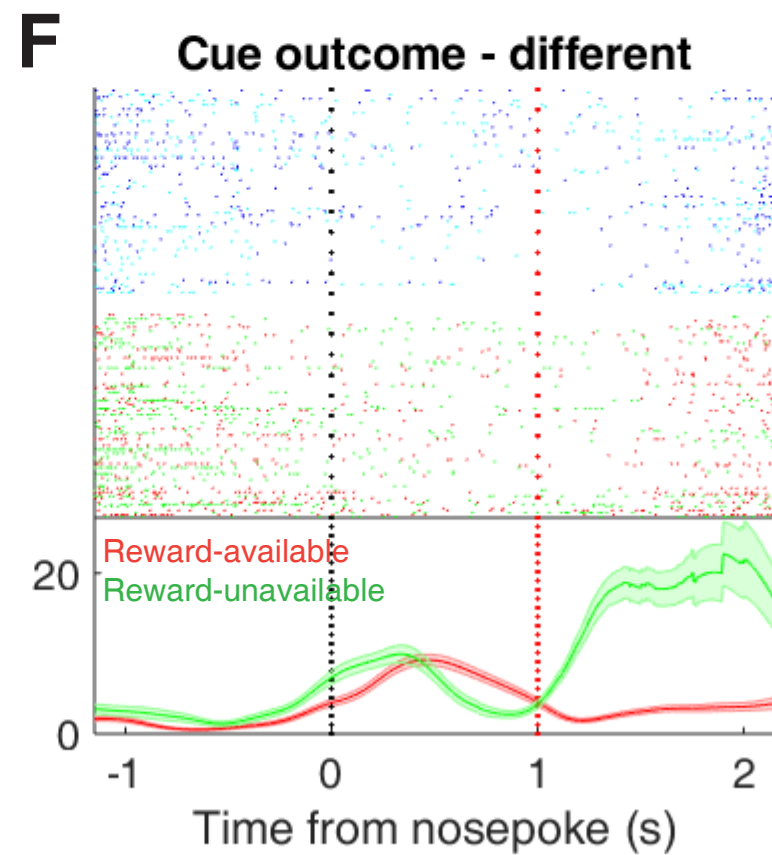 F
Cue outcome - different
Reward-available
Reward-unavailable
20
0
-1 0 1 2
Time from nosepoke (s)